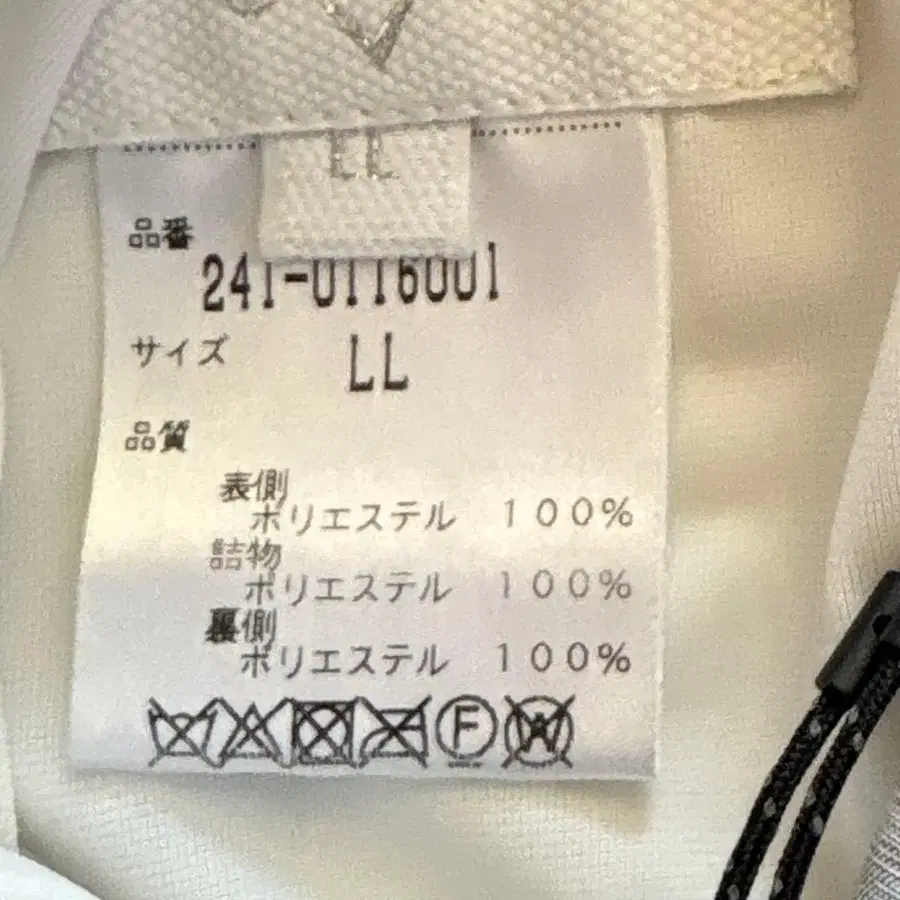 LL
品番
241-0116001
サイズ
LL
品質
表側
ポリエステル 100%
詰物
ポリエステル 100%
裏側
ポリエステル 100%
F
W